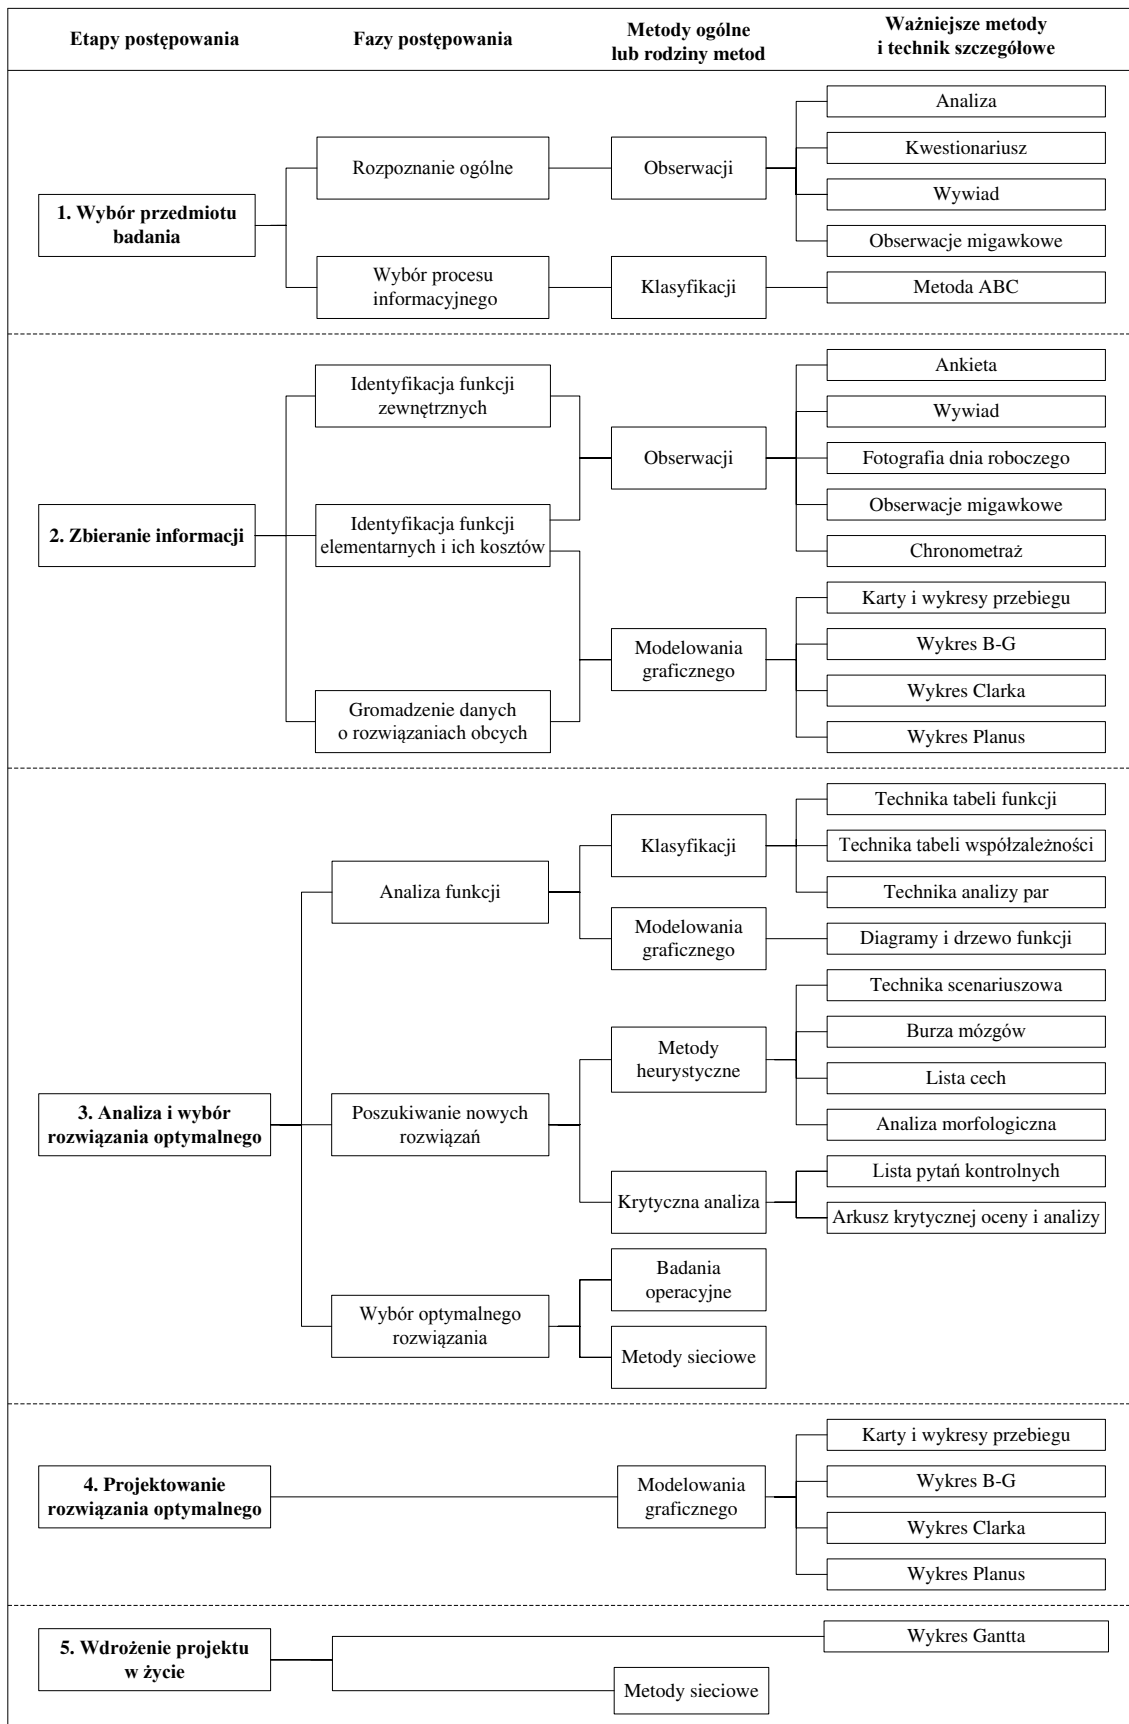 Etapy postępowania
Fazy postępowania
Metody ogólne
lub rodziny metod
Ważniejsze metody
i technik szczegółowe
1. Wybór przedmiotu
badania
Rozpoznanie ogólne
Obserwacji
Analiza
Kwestionariusz
Wywiad
Obserwacje migawkowe
Wybór procesu
informacyjnego
Klasyfikacji
Metoda ABC
2. Zbieranie informacji
Identyfikacja funkcji
zewnętrznych
Identyfikacja funkcji
elementarnych i ich kosztów
Gromadzenie danych
o rozwiązaniach obcych
Obserwacji
Ankieta
Wywiad
Fotografia dnia roboczego
Obserwacje migawkowe
Chronometraż
Modelowania
graficznego
Karty i wykresy przebiegu
Wykres B-G
Wykres Clarka
Wykres Planus
3. Analiza i wybór
rozwiązania optymalnego
Analiza funkcji
Klasyfikacji
Technika tabeli funkcji
Technika tabeli współzależności
Technika analizy par
Modelowania
graficznego
Diagramy i drzewo funkcji
Poszukiwanie nowych
rozwiązań
Metody
heurystyczne
Technika scenariuszowa
Burza mózgów
Lista cech
Analiza morfologiczna
Krytyczna analiza
Lista pytań kontrolnych
Arkusz krytycznej oceny i analizy
Wybór optymalnego
rozwiązania
Badania
operacyjne
Metody sieciowe
4. Projektowanie
rozwiązania optymalnego
Modelowania
graficznego
Karty i wykresy przebiegu
Wykres B-G
Wykres Clarka
Wykres Planus
5. Wdrożenie projektu
w życie
Wykres Gantta
Metody sieciowe